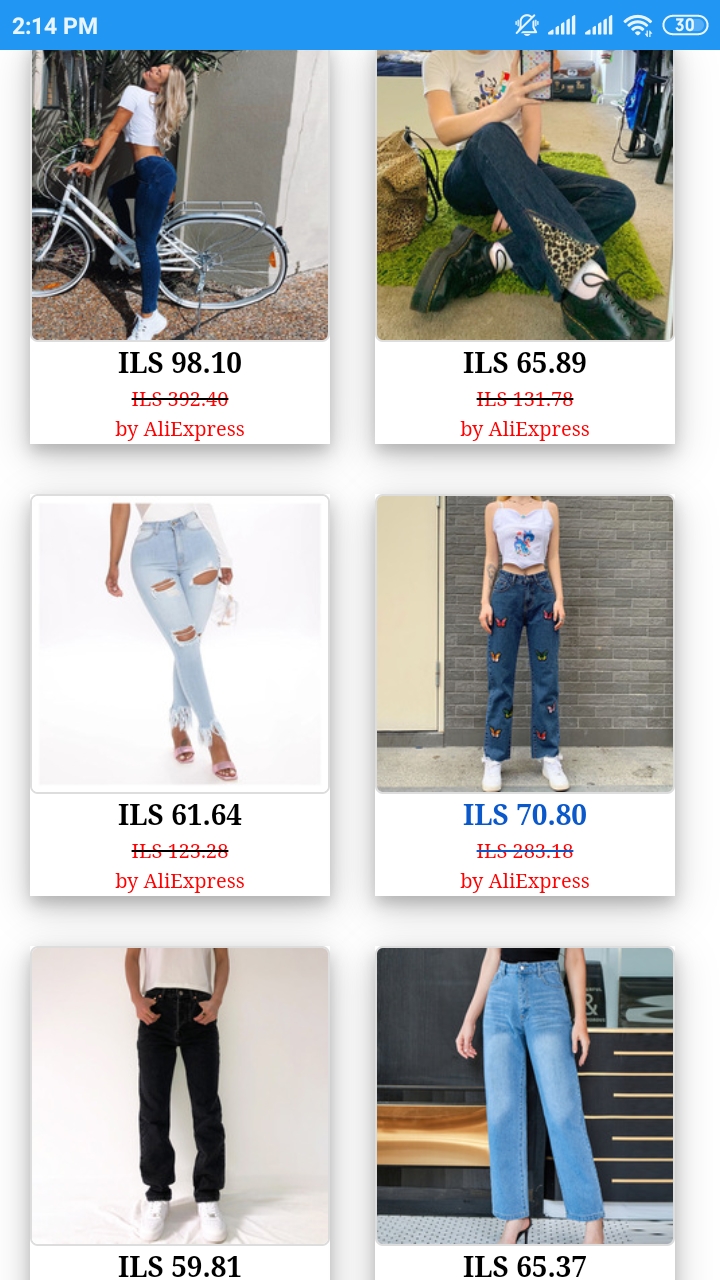 2:14 PM
30
ILS 98.10
ILS 392.40
by AliExpress
ILS 65.89
ILS 131.78
by AliExpress
ILS 61.64
ILS 123.28
by AliExpress
ILS 70.80
ILS 283.18
by AliExpress
&
ILS 59.81
ILS 65.37